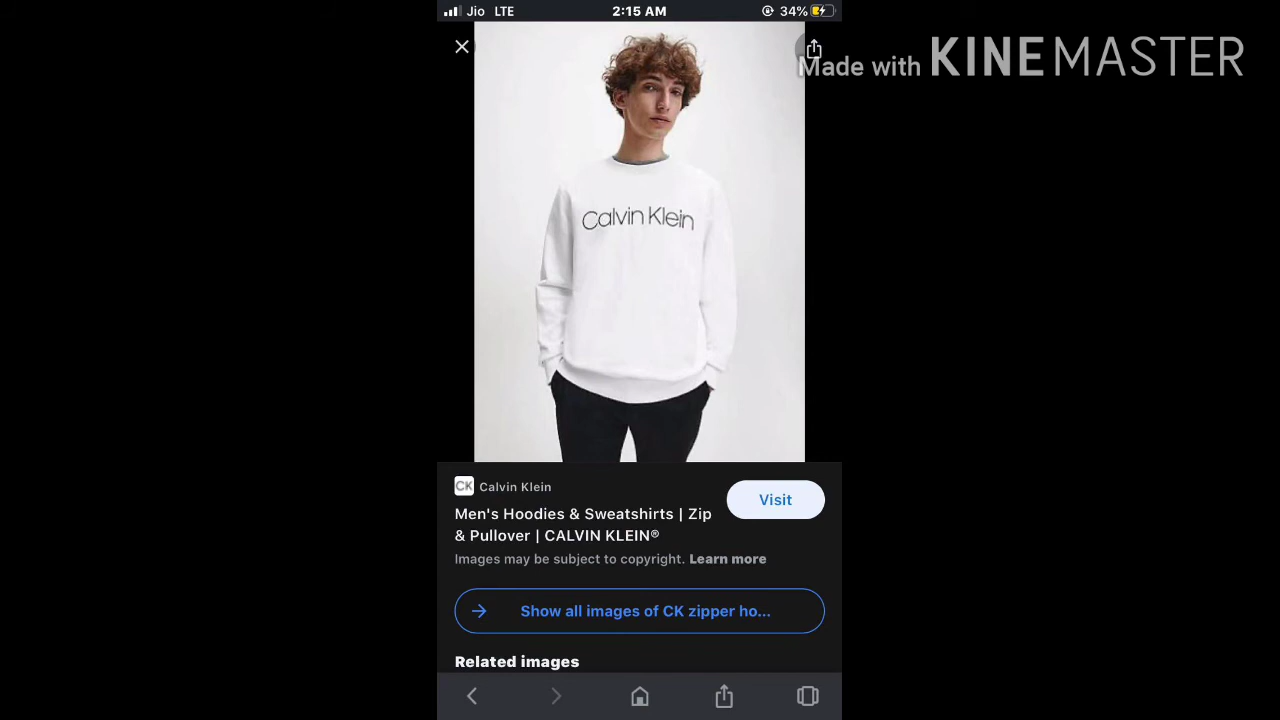 Jio LTE 2:15 AM 34%
Made with KINEMASTER
Calvin Klein
CK Calvin Klein
Visit
Men's Hoodies & Sweatshirts | Zip
& Pullover | CALVIN KLEIN®
Images may be subject to copyright. Learn more
Show all images of CK zipper ho...
Related images